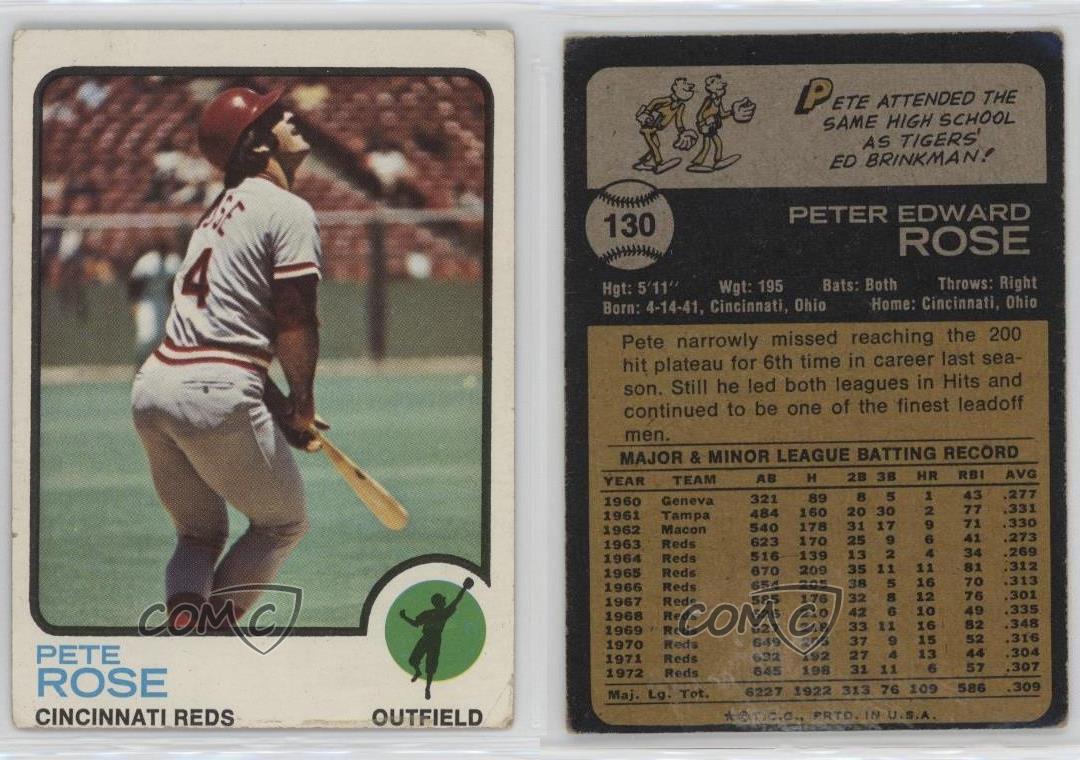 OSE
4
COMC
PETE
ROSE
CINCINNATI REDS OUTFIELD
PETE ATTENDED THE
SAME HIGH SCHOOL
AS TIGERS'
ED BRINKMAN!
130
PETER EDWARD
ROSE
Hgt: 5'11" Wgt: 195 Bats: Both Throws: Right
Born: 4-14-41, Cincinnati, Ohio Home: Cincinnati, Ohio
Pete narrowly missed reaching the 200
hit plateau for 6th time in career last sea-
son. Still he led both leagues in Hits and
continued to be one of the finest leadoff
men.
MAJOR & MINOR LEAGUE BATTING RECORD
YEAR TEAM AB H 2B 3B HR RBI AVG
1960 Geneva 321 89 8 5 1 43 .277
1961 Tampa 484 160 20 30 2 77 .331
1962 Macon 540 178 31 17 9 71 .330
1963 Reds 623 170 25 9 6 41 .273
1964 Reds 516 139 13 2 4 34 .269
1965 Reds 670 209 35 11 11 81 .312
1966 Reds 654 205 38 5 16 70 .313
1967 Reds 585 176 32 8 12 76 .301
1968 Reds 210 42 6 10 49 .335
1969 Reds 33 11 16 82 .348
1970 Reds 649 37 9 15 52 .316
1971 Reds 632 192 27 4 13 44 .304
1972 Reds 645 198 31 11 6 57 .307
Maj. Lg. Tot. 6227 1922 313 76 109 586 .309
COMC
★©T.C.G., PRTD. IN U.S.A.